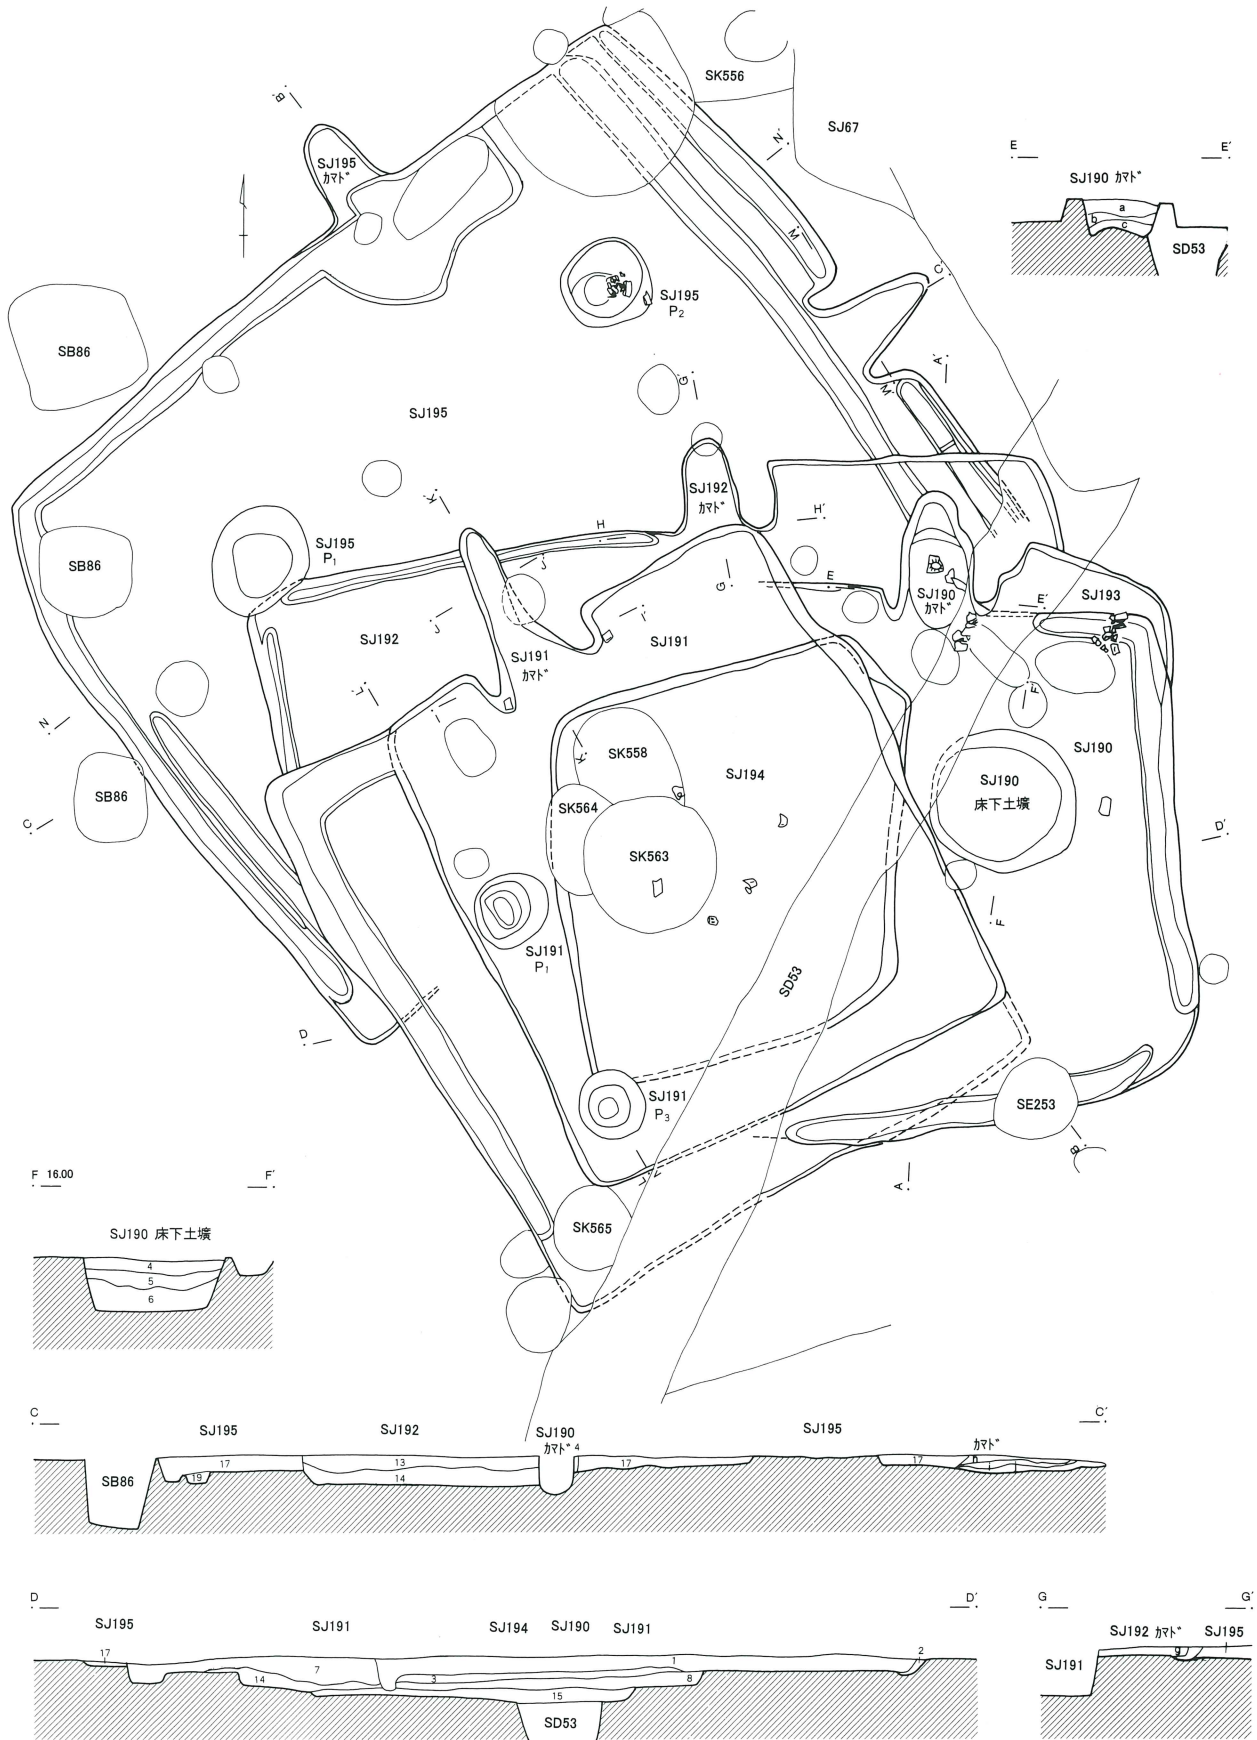 SK556
SJ67
B′
N′
E
E′
SJ195
カマド
SJ190 カマド
a
b
c
SD53
M
C′
SJ195
P2
SB86
G′
A′
M′
SJ195
SJ192
カマド
K′
H
H′
SJ195
P1
SB86
J′
G
E
SJ190
カマド
E′
SJ193
SJ192
J
I′
SJ191
SJ191
カマド
L′
I
F′
N
K
SK558
SJ194
SJ190
SJ190
床下土壙
SB86
SK564
C
SK563
D′
F
SJ191
P1
SD53
D
SJ191
P3
SE253
L
B
A
F 16.00
F′
SK565
SJ190 床下土壙
4
5
6
C
C′
SJ195
SJ192
SJ190
カマド
4
SJ195
カマド
SB86
17
19
13
14
17
17
h
i
j
D
D′
G
G′
SJ195
SJ191
SJ194
SJ190
SJ191
SJ192 カマド
SJ195
17
14
7
3
1
8
2
15
SD53
SJ191
g